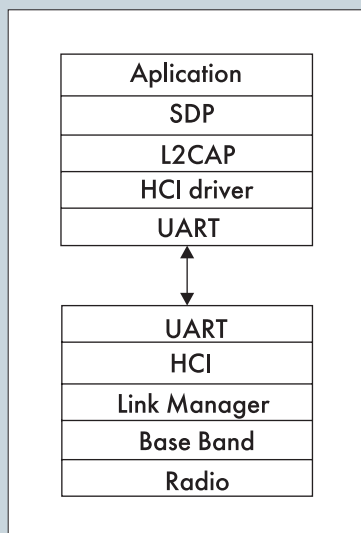 Aplication
SDP
L2CAP
HCI driver
UART
UART
HCI
Link Manager
Base Band
Radio